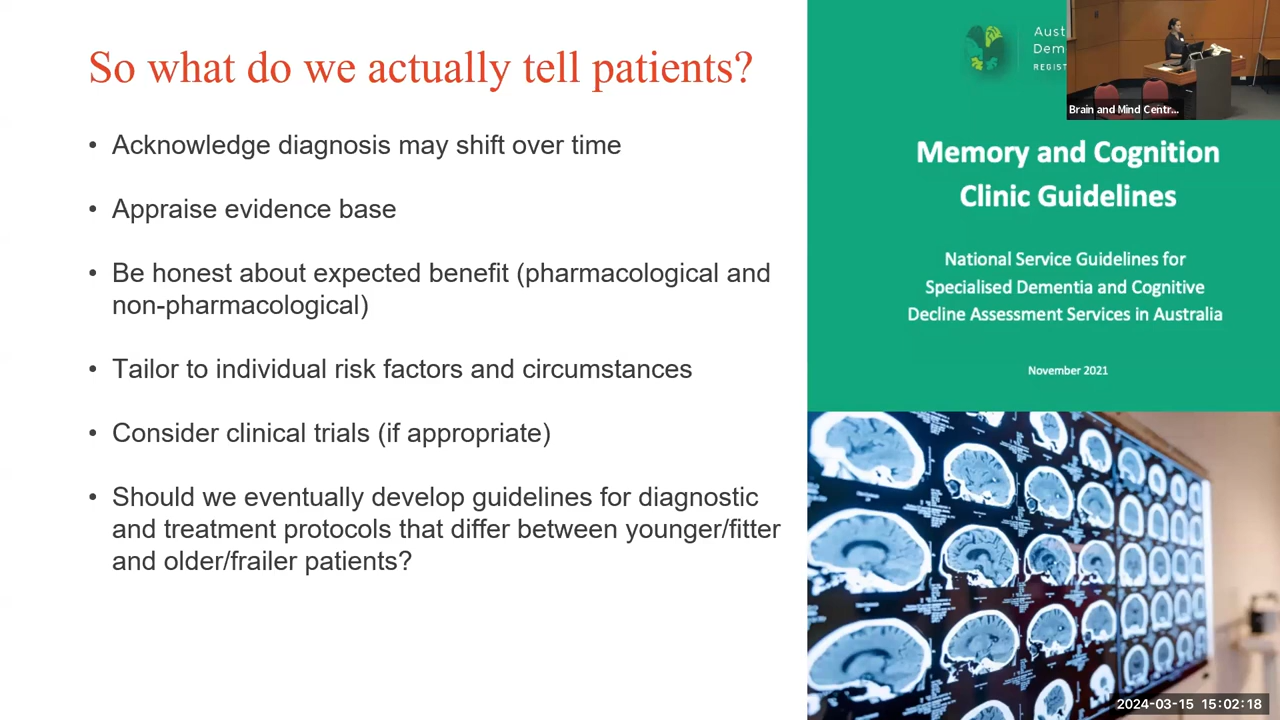 So what do we actually tell patients?
• Acknowledge diagnosis may shift over time
• Appraise evidence base
• Be honest about expected benefit (pharmacological and
non-pharmacological)
• Tailor to individual risk factors and circumstances
• Consider clinical trials (if appropriate)
• Should we eventually develop guidelines for diagnostic
and treatment protocols that differ between younger/fitter
and older/frailer patients?
Aust
Dem
REGIST
Brain and Mind Centr...
Memory and Cognition
Clinic Guidelines
National Service Guidelines for
Specialised Dementia and Cognitive
Decline Assessment Services in Australia
November 2021
2024-03-15 15:02:18